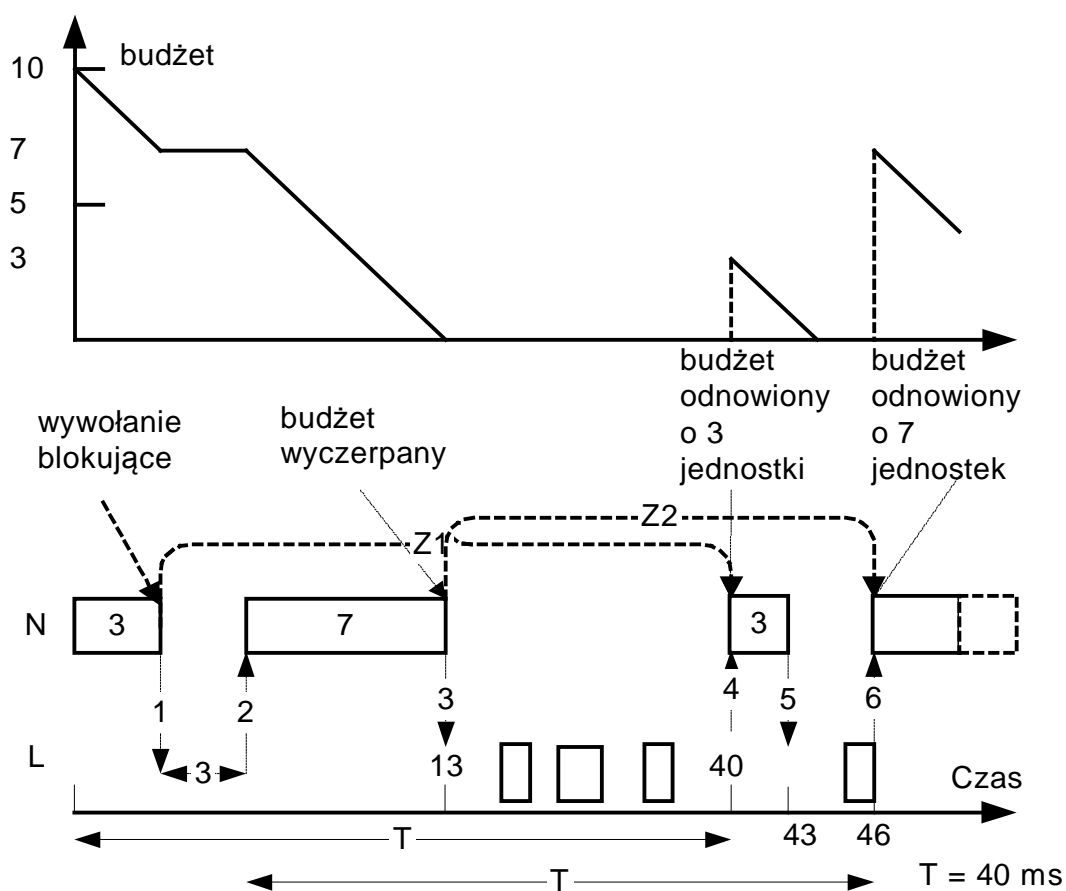 budżet
10
7
5
3
budżet
odnowiony
o 3
jednostki
budżet
odnowiony
o 7
jednostek
wywołanie
blokujące
budżet
wyczerpany
Z1
Z2
N
3
7
3
1
2
3
4
5
6
L
3
13
40
Czas
43
46
T
T
T = 40 ms